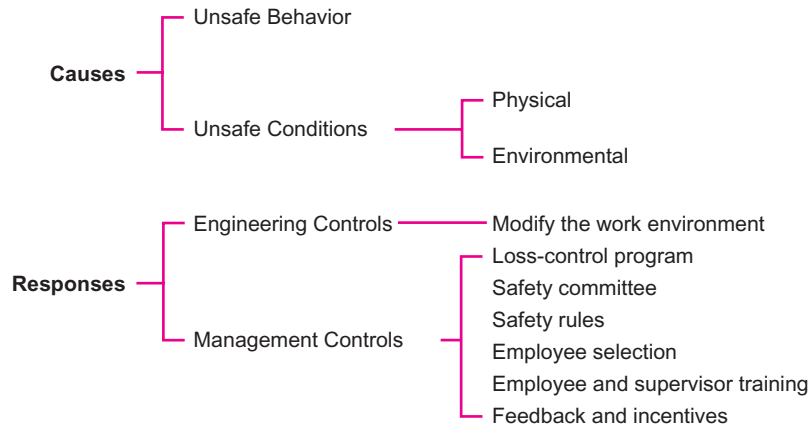 Unsafe Behavior
Causes
Unsafe Conditions
Physical
Environmental
Engineering Controls
Modify the work environment
Responses
Management Controls
Loss-control program
Safety committee
Safety rules
Employee selection
Employee and supervisor training
Feedback and incentives